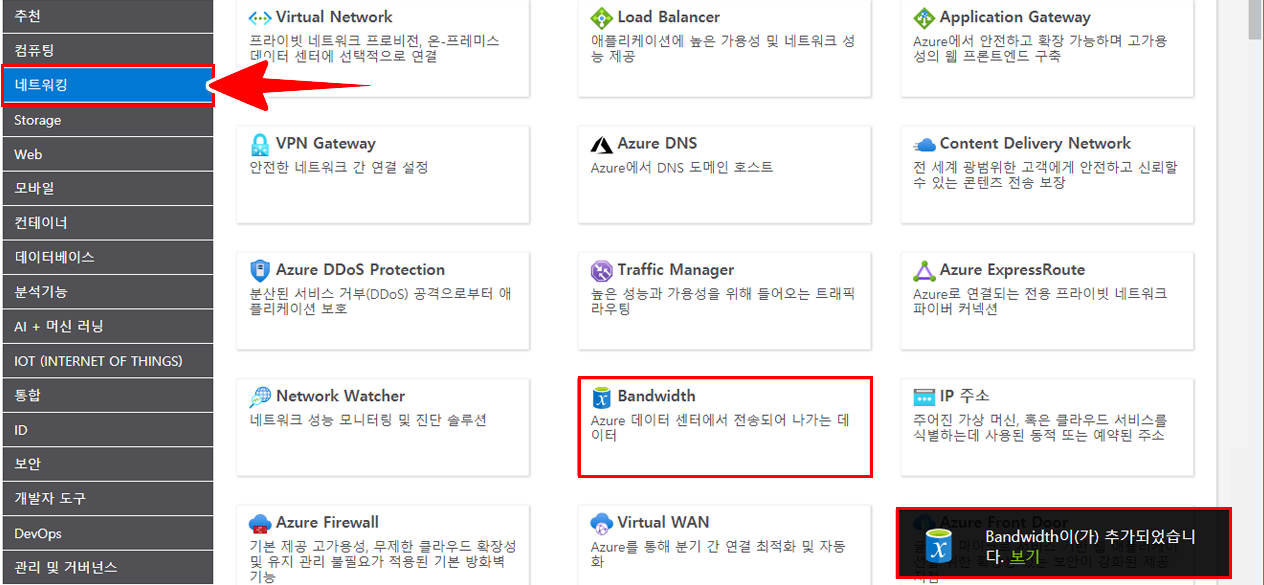 추천
컴퓨팅
네트워킹
Storage
Web
모바일
컨테이너
데이터베이스
분석기능
AI + 머신 러닝
IOT (INTERNET OF THINGS)
통합
ID
보안
개발자 도구
DevOps
관리 및 거버넌스
Virtual Network
프라이빗 네트워크 프로비전, 온-프레미스
데이터 센터에 선택적으로 연결
Load Balancer
애플리케이션에 높은 가용성 및 네트워크 성
능 제공
Application Gateway
Azure에서 안전하고 확장 가능하며 고가용
성의 웹 프런트엔드 구축
VPN Gateway
안전한 네트워크 간 연결 설정
Azure DNS
Azure에서 DNS 도메인 호스트
Content Delivery Network
전 세계 광범위한 고객에게 안전하고 신뢰할
수 있는 콘텐츠 전송 보장
Azure DDoS Protection
분산된 서비스 거부(DDoS) 공격으로부터 애
플리케이션 보호
Traffic Manager
높은 성능과 가용성을 위해 들어오는 트래픽
라우팅
Azure ExpressRoute
Azure로 연결되는 전용 프라이빗 네트워크
파이버 커넥션
Network Watcher
네트워크 성능 모니터링 및 진단 솔루션
Bandwidth
Azure 데이터 센터에서 전송되어 나가는 데
이터
IP 주소
주어진 가상 머신, 혹은 클라우드 서비스를
식별하는데 사용된 동적 또는 예약된 주소
Azure Firewall
기본 제공 고가용성, 무제한 클라우드 확장성
및 유지 관리 불필요가 적용된 기본 방화벽
기능
Virtual WAN
Azure를 통해 분기 간 연결 최적화 및 자동
화
Azure Front Door
Bandwidth이(가) 추가되었습니
다. 보기